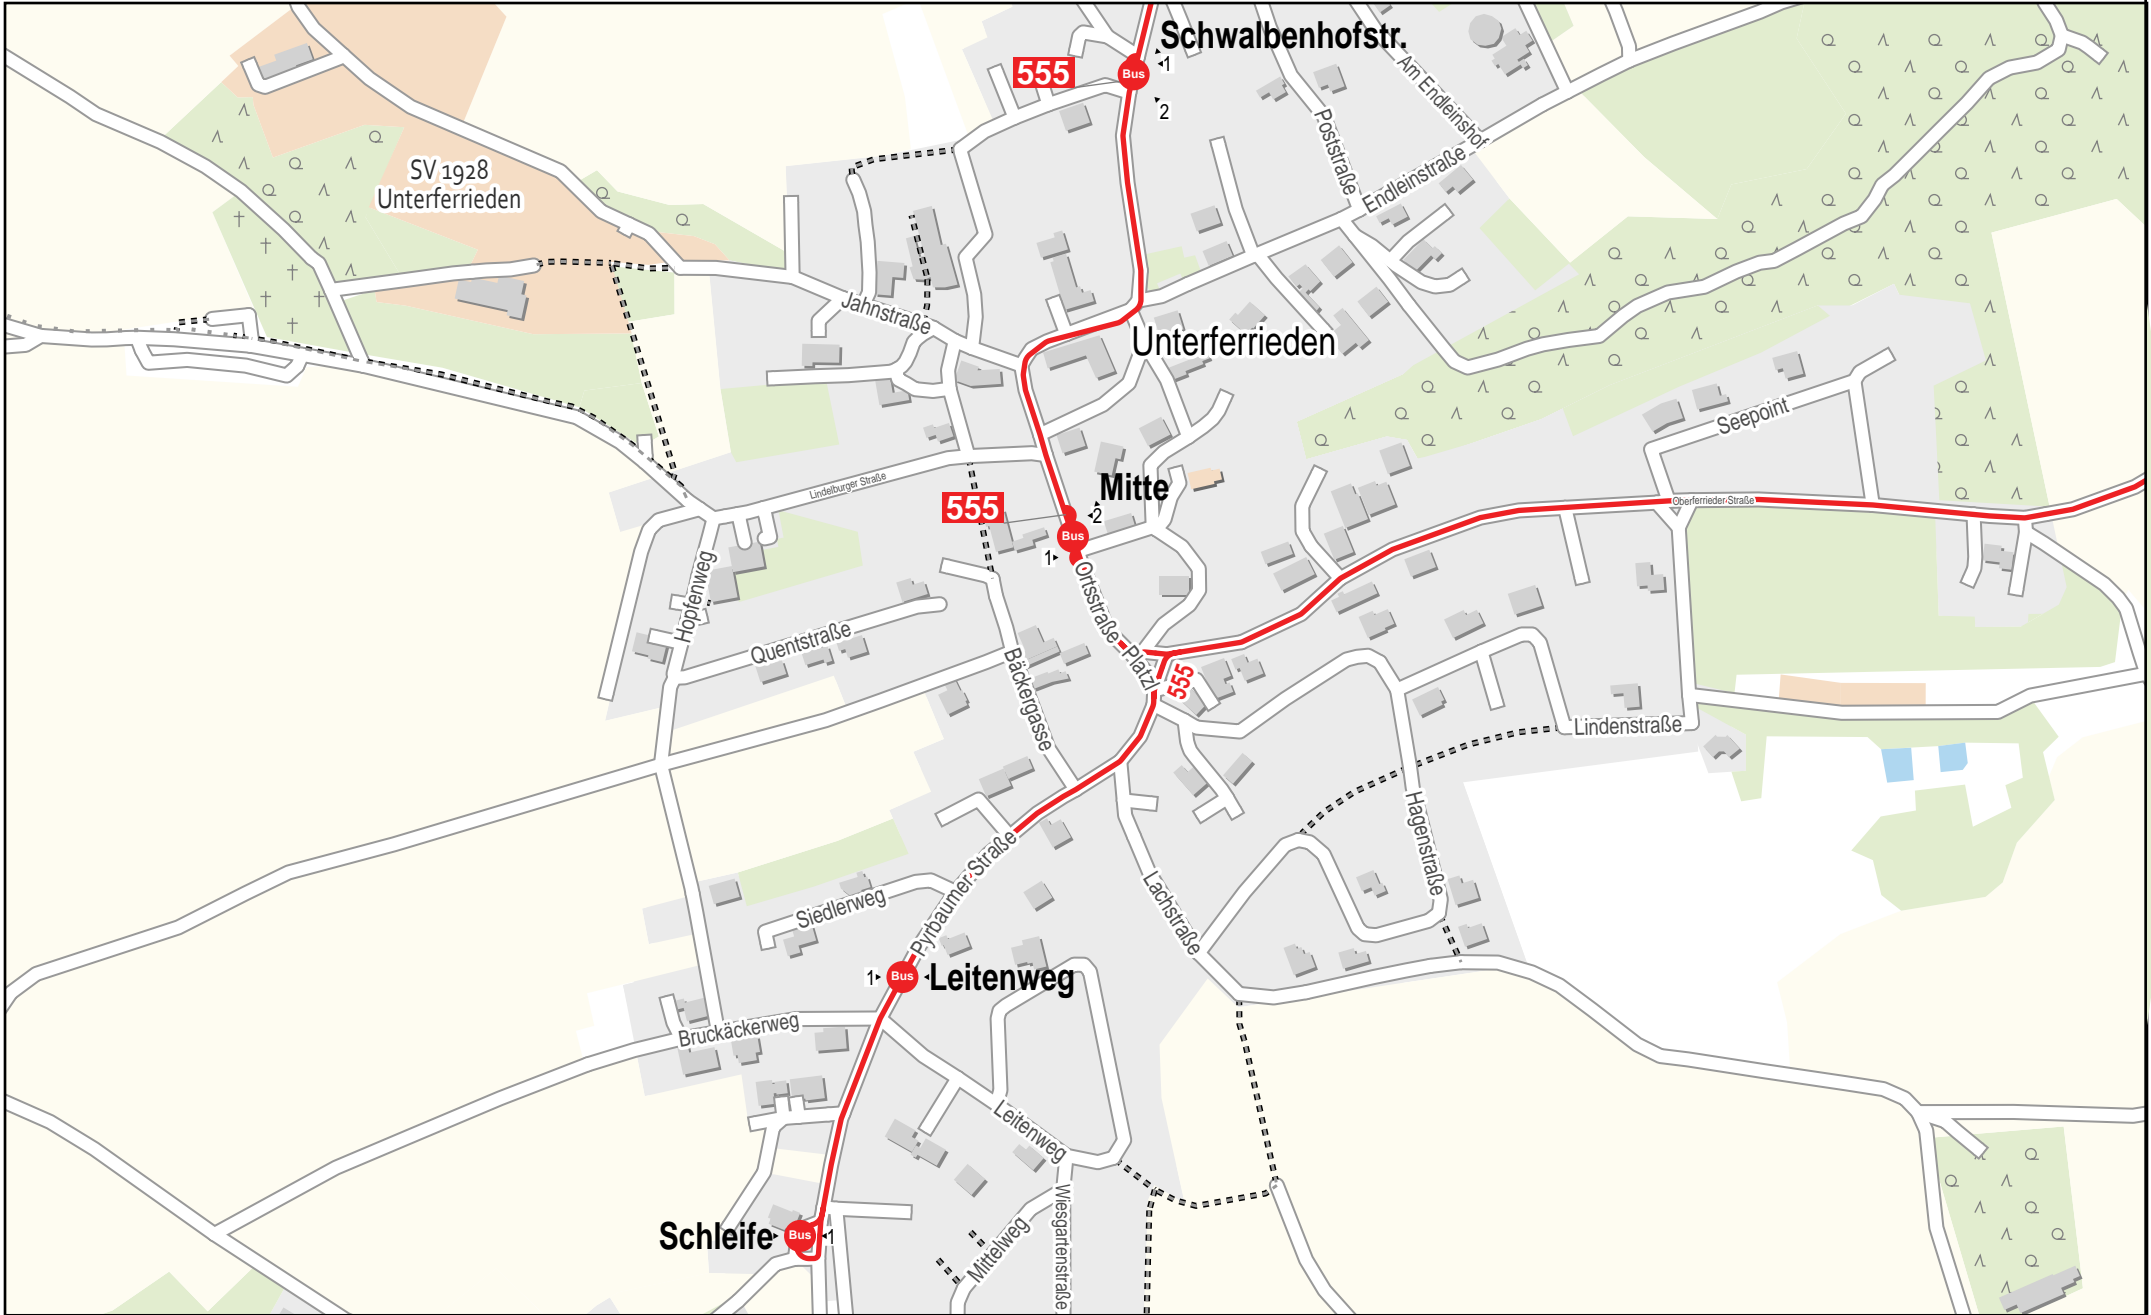 Schwalbenhofstr.
1
555
Bus
2
Am Endleinshof
Poststraße
Endleinstraße
SV 1928
Unterferrieden
Jahnstraße
Unterferrieden
Seepoint
Lindelburger Straße
Mitte
555
2
Oberferrieder Straße
Bus
1
Ortsstraße
Hopfenweg
Quentstraße
Platzl
555
Bäckergasse
Lindenstraße
Hagenstraße
Pyrbaumer Straße
Siedlerweg
Lachstraße
1
Bus
Leitenweg
Bruckäckerweg
Leitenweg
Wiesgartenstraße
Mittelweg
Schleife
Bus
1